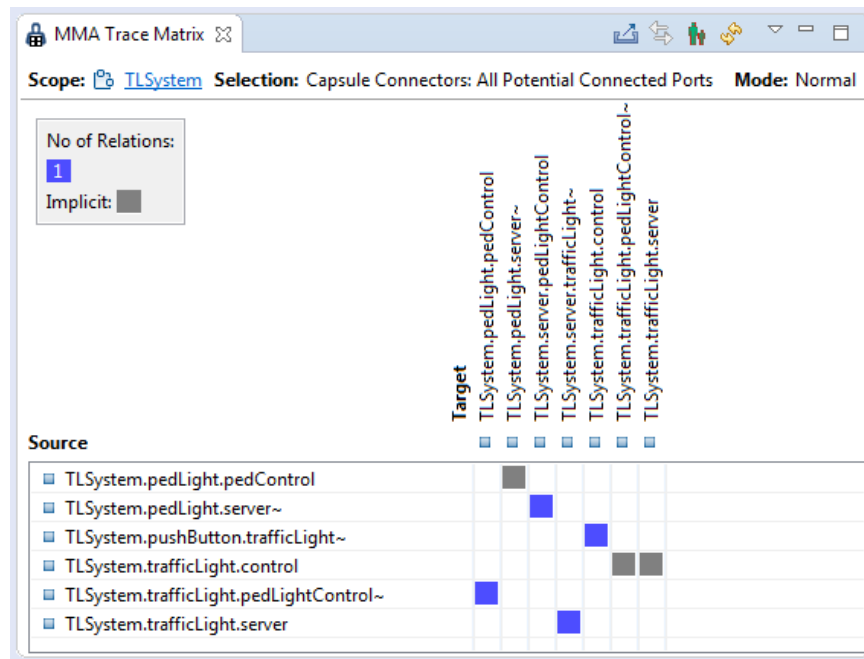 MMA Trace Matrix
Scope: TLSystem Selection: Capsule Connectors: All Potential Connected Ports Mode: Normal
No of Relations:
1
Implicit:
Target
TLSystem.pedLight.pedControl
TLSystem.pedLight.server~
TLSystem.server.pedLightControl
TLSystem.server.trafficLight~
TLSystem.trafficLight.control
TLSystem.trafficLight.pedLightControl~
TLSystem.trafficLight.server
Source
TLSystem.pedLight.pedControl
TLSystem.pedLight.server~
TLSystem.pushButton.trafficLight~
TLSystem.trafficLight.control
TLSystem.trafficLight.pedLightControl~
TLSystem.trafficLight.server